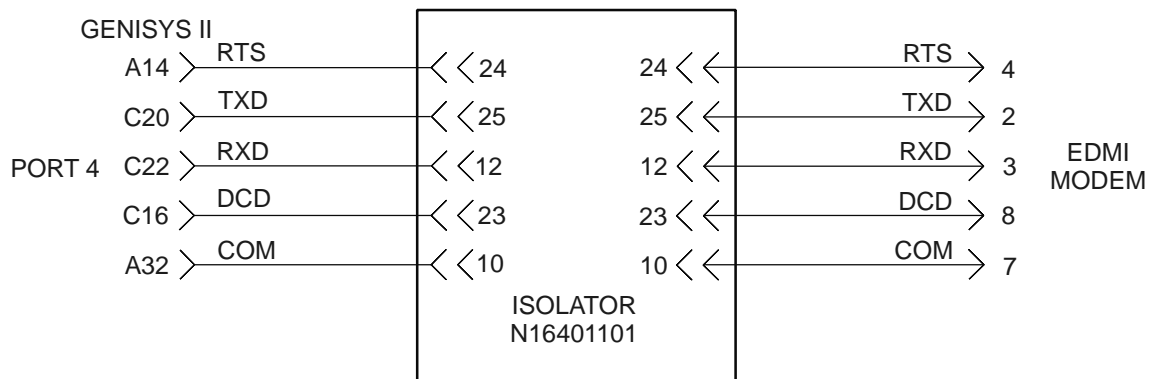 GENISYS II
A14 RTS 24 24 RTS 4
C20 TXD 25 25 TXD 2
PORT 4 C22 RXD 12 12 RXD 3 EDMI MODEM
C16 DCD 23 23 DCD 8
A32 COM 10 10 COM 7
ISOLATOR
N16401101